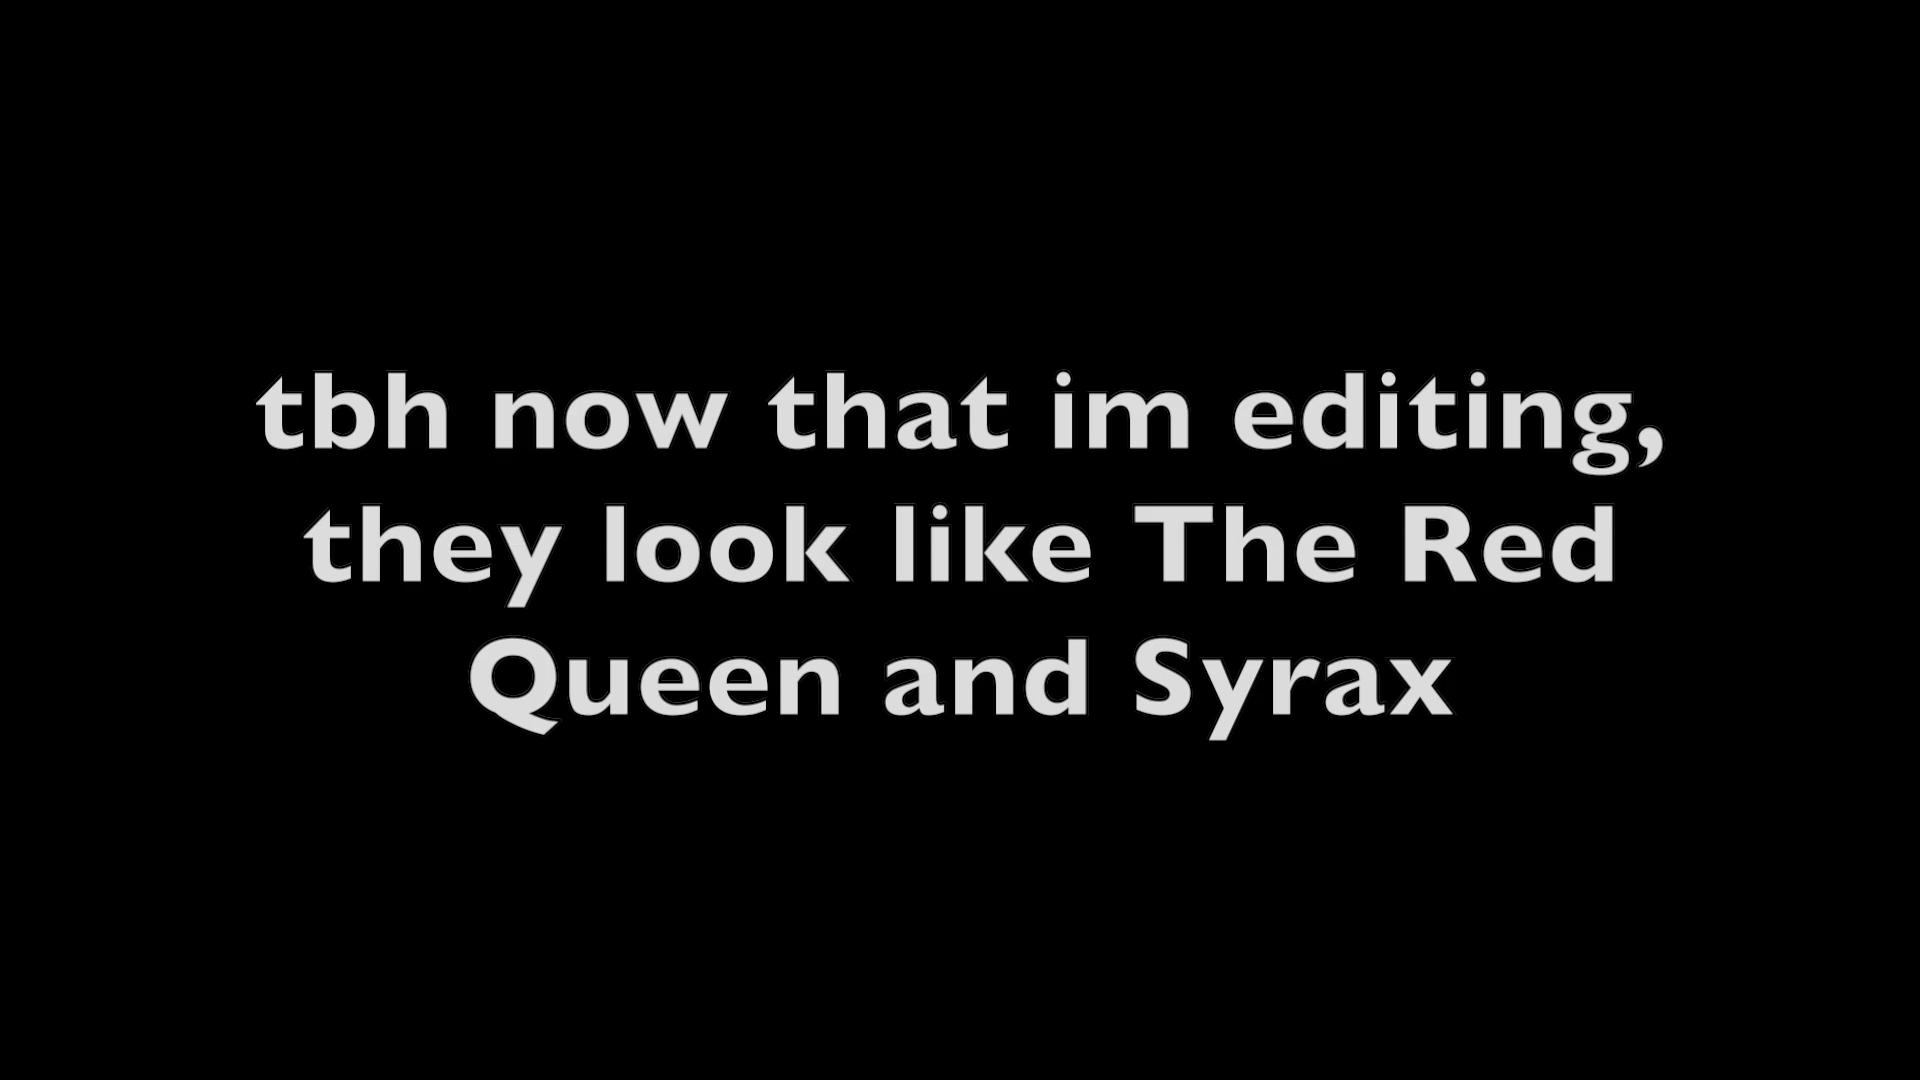 tbh now that im editing,
they look like The Red
Queen and Syrax